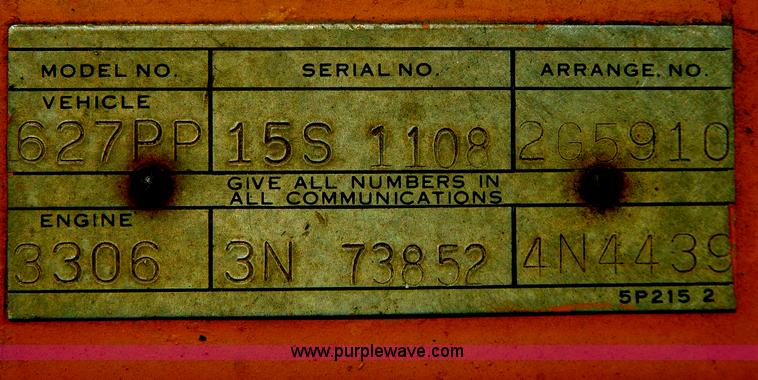 MODEL NO. SERIAL NO. ARRANGE. NO.
VEHICLE
627PP 15S 1108 2G5910
GIVE ALL NUMBERS IN
ALL COMMUNICATIONS
ENGINE
3306 3N 73852 4N4439
5P215 2
www.purplewave.com